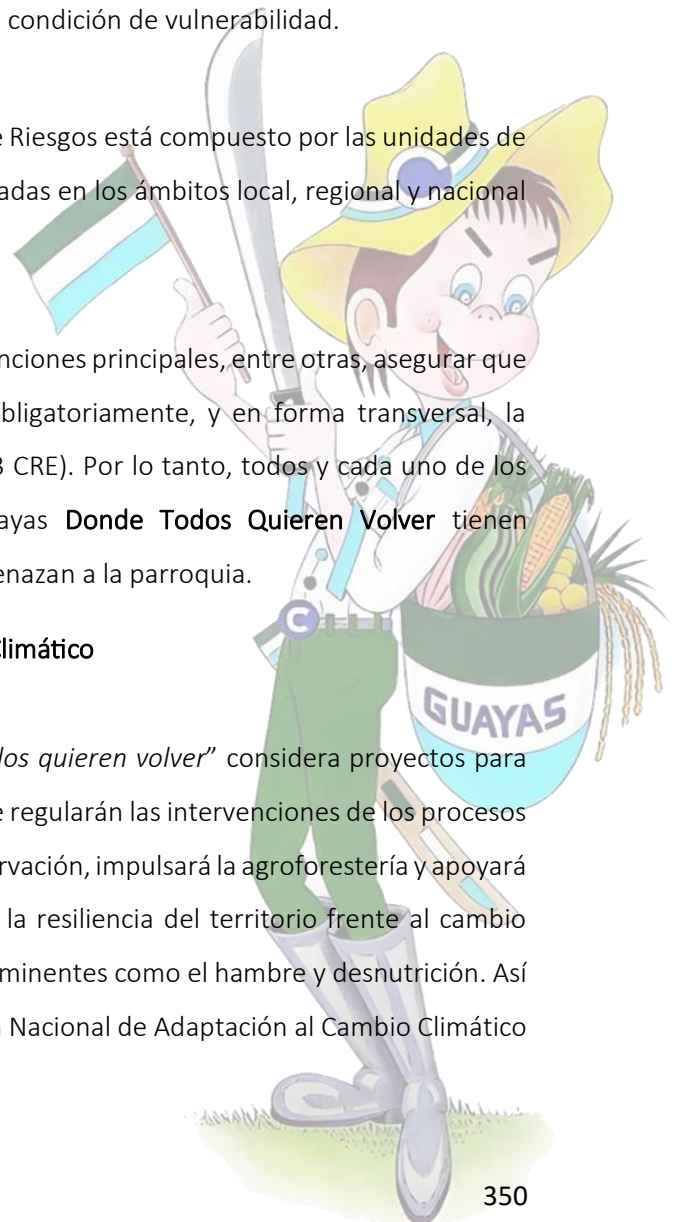 condición de vulnerabilidad.
e Riesgos está compuesto por las unidades de
adas en los ámbitos local, regional y nacional
nciones principales, entre otras, asegurar que
obligatoriamente, y en forma transversal, la
CRE). Por lo tanto, todos y cada uno de los
ayas Donde Todos Quieren Volver tienen
enazan a la parroquia.
Climático
los quieren volver” considera proyectos para
e regularán las intervenciones de los procesos
rvación, impulsará la agroforestería y apoyará
la resiliencia del territorio frente al cambio
minentes como el hambre y desnutrición. Así
Nacional de Adaptación al Cambio Climático
C
GUAYAS
350